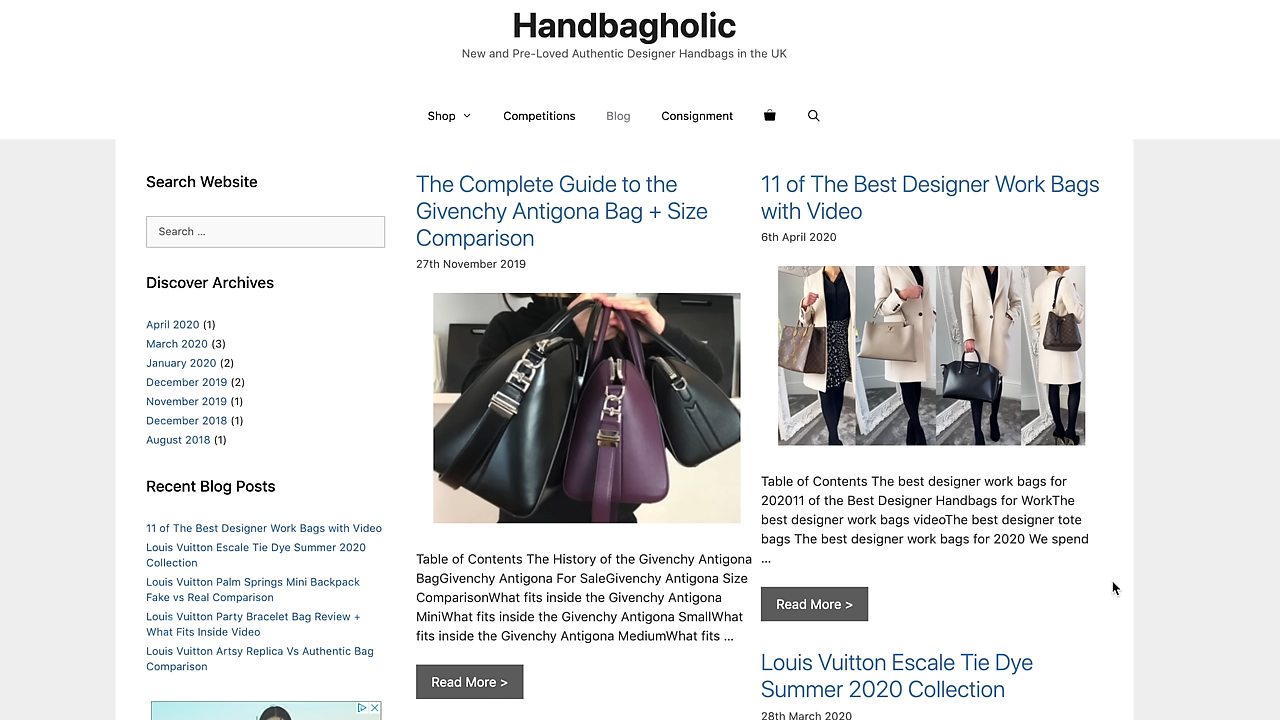 Handbagholic
New and Pre-Loved Authentic Designer Handbags in the UK
Shop
Competitions
Blog
Consignment
Search Website
Search ...
Discover Archives
April 2020 (1)
March 2020 (3)
January 2020 (2)
December 2019 (2)
November 2019 (1)
December 2018 (1)
August 2018 (1)
Recent Blog Posts
11 of The Best Designer Work Bags with Video
Louis Vuitton Escale Tie Dye Summer 2020
Collection
Louis Vuitton Palm Springs Mini Backpack
Fake vs Real Comparison
Louis Vuitton Party Bracelet Bag Review +
What Fits Inside Video
Louis Vuitton Artsy Replica Vs Authentic Bag
Comparison
The Complete Guide to the
Givenchy Antigona Bag + Size
Comparison
27th November 2019
Table of Contents The History of the Givenchy Antigona
BagGivenchy Antigona For SaleGivenchy Antigona Size
ComparisonWhat fits inside the Givenchy Antigona
MiniWhat fits inside the Givenchy Antigona SmallWhat
fits inside the Givenchy Antigona MediumWhat fits ...
Read More >
11 of The Best Designer Work Bags
with Video
6th April 2020
Table of Contents The best designer work bags for
202011 of the Best Designer Handbags for WorkThe
best designer work bags videoThe best designer tote
bags The best designer work bags for 2020 We spend
...
Read More >
Louis Vuitton Escale Tie Dye
Summer 2020 Collection
28th March 2020